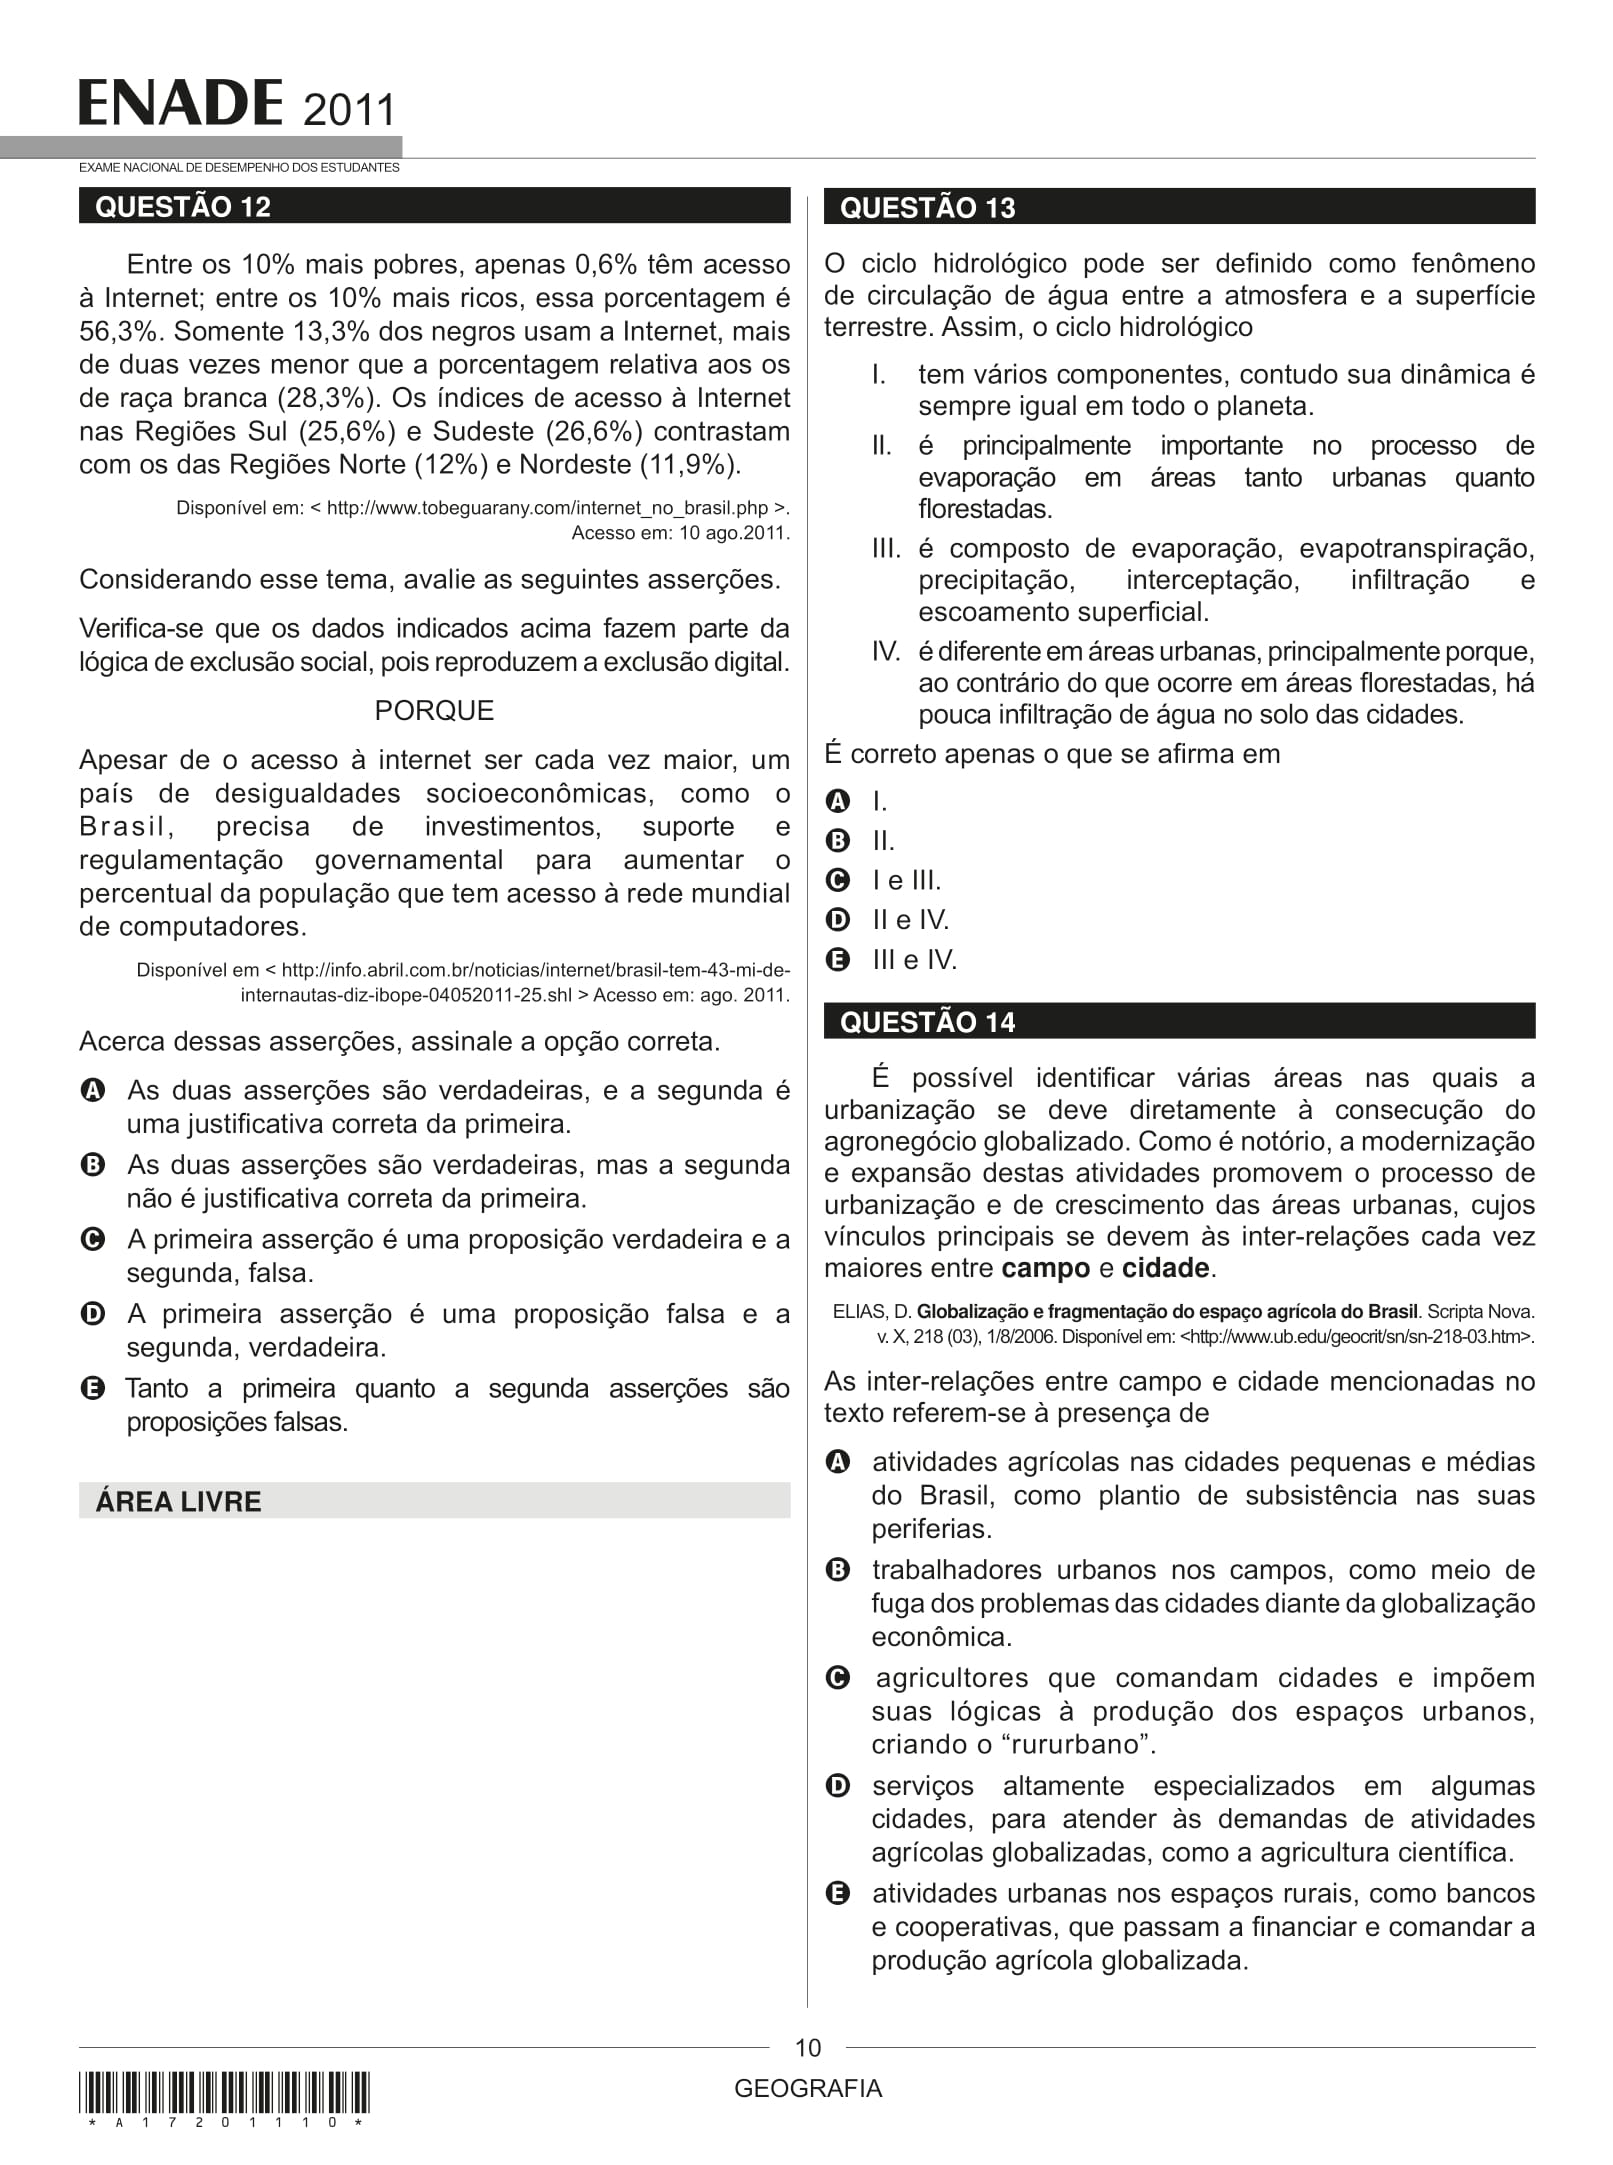 ENADE 2011
EXAME NACIONAL DE DESEMPENHO DOS ESTUDANTES
QUESTÃO 12
Entre os 10% mais pobres, apenas 0,6% têm acesso
à Internet; entre os 10% mais ricos, essa porcentagem é
56,3%. Somente 13,3% dos negros usam a Internet, mais
de duas vezes menor que a porcentagem relativa aos os
de raça branca (28,3%). Os índices de acesso à Internet
nas Regiões Sul (25,6%) e Sudeste (26,6%) contrastam
com os das Regiões Norte (12%) e Nordeste (11,9%).
Disponível em: < http://www.tobeguarany.com/internet_no_brasil.php >.
Acesso em: 10 ago.2011.
Considerando esse tema, avalie as seguintes asserções.
Verifica-se que os dados indicados acima fazem parte da
lógica de exclusão social, pois reproduzem a exclusão digital.
PORQUE
Apesar de o acesso à internet ser cada vez maior, um
país de desigualdades socioeconômicas, como o
Brasil, precisa de investimentos, suporte e
regulamentação governamental para aumentar o
percentual da população que tem acesso à rede mundial
de computadores.
Disponível em < http://info.abril.com.br/noticias/internet/brasil-tem-43-mi-de-
internautas-diz-ibope-04052011-25.shl > Acesso em: ago. 2011.
Acerca dessas asserções, assinale a opção correta.
A As duas asserções são verdadeiras, e a segunda é
uma justificativa correta da primeira.
B As duas asserções são verdadeiras, mas a segunda
não é justificativa correta da primeira.
C A primeira asserção é uma proposição verdadeira e a
segunda, falsa.
D A primeira asserção é uma proposição falsa e a
segunda, verdadeira.
E Tanto a primeira quanto a segunda asserções são
proposições falsas.
ÁREA LIVRE
QUESTÃO 13
O ciclo hidrológico pode ser definido como fenômeno
de circulação de água entre a atmosfera e a superfície
terrestre. Assim, o ciclo hidrológico
I. tem vários componentes, contudo sua dinâmica é
sempre igual em todo o planeta.
II. é principalmente importante no processo de
evaporação em áreas tanto urbanas quanto
florestadas.
III. é composto de evaporação, evapotranspiração,
precipitação, interceptação, infiltração e
escoamento superficial.
IV. é diferente em áreas urbanas, principalmente porque,
ao contrário do que ocorre em áreas florestadas, há
pouca infiltração de água no solo das cidades.
É correto apenas o que se afirma em
A I.
B II.
C I e III.
D II e IV.
E III e IV.
QUESTÃO 14
É possível identificar várias áreas nas quais a
urbanização se deve diretamente à consecução do
agronegócio globalizado. Como é notório, a modernização
e expansão destas atividades promovem o processo de
urbanização e de crescimento das áreas urbanas, cujos
vínculos principais se devem às inter-relações cada vez
maiores entre campo e cidade.
ELIAS, D. Globalização e fragmentação do espaço agrícola do Brasil. Scripta Nova.
v. X, 218 (03), 1/8/2006. Disponível em: <http://www.ub.edu/geocrit/sn/sn-218-03.htm>.
As inter-relações entre campo e cidade mencionadas no
texto referem-se à presença de
A atividades agrícolas nas cidades pequenas e médias
do Brasil, como plantio de subsistência nas suas
periferias.
B trabalhadores urbanos nos campos, como meio de
fuga dos problemas das cidades diante da globalização
econômica.
C agricultores que comandam cidades e impõem
suas lógicas à produção dos espaços urbanos,
criando o “rururbano”.
D serviços altamente especializados em algumas
cidades, para atender às demandas de atividades
agrícolas globalizadas, como a agricultura científica.
E atividades urbanas nos espaços rurais, como bancos
e cooperativas, que passam a financiar e comandar a
produção agrícola globalizada.
10
GEOGRAFIA
*A17201110*